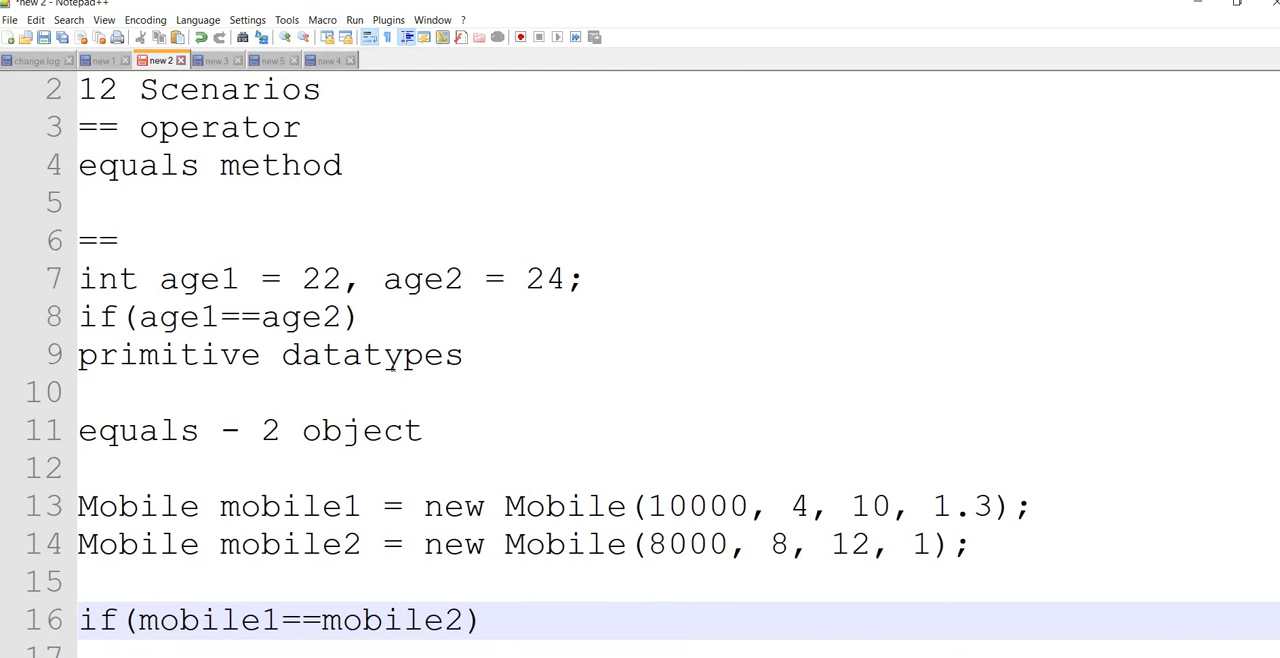 *new 2 - Notepad++
File Edit Search View Encoding Language Settings Tools Macro Run Plugins Window ?
change.log new 1 new 2 new 3 new 5 new 4
2 12 Scenarios
3 == operator
4 equals method
5
6 ==
7 int age1 = 22, age2 = 24;
8 if(age1==age2)
9 primitive datatypes
10
11 equals - 2 object
12
13 Mobile mobile1 = new Mobile(10000, 4, 10, 1.3);
14 Mobile mobile2 = new Mobile(8000, 8, 12, 1);
15
16 if(mobile1==mobile2)
17